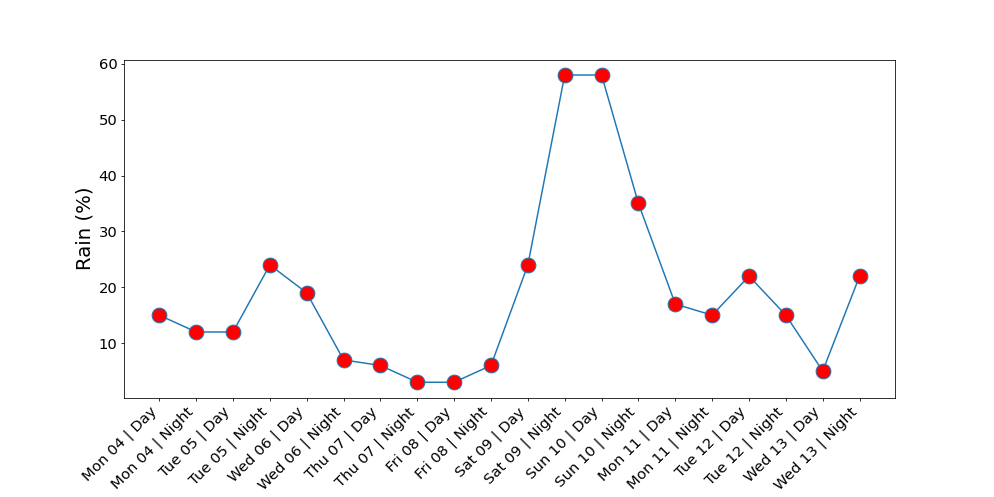 60
50
40
30
20
10
Rain (%)
Mon 04 | Day
Mon 04 | Night
Tue 05 | Day
Tue 05 | Night
Wed 06 | Day
Wed 06 | Night
Thu 07 | Day
Thu 07 | Night
Fri 08 | Day
Fri 08 | Night
Sat 09 | Day
Sat 09 | Night
Sun 10 | Day
Sun 10 | Night
Mon 11 | Day
Mon 11 | Night
Tue 12 | Day
Tue 12 | Night
Wed 13 | Day
Wed 13 | Night